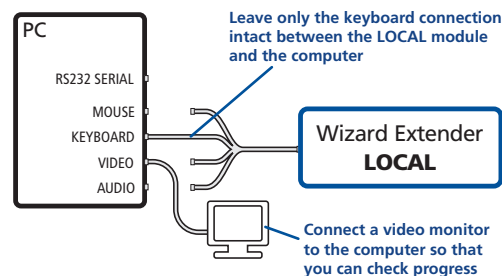 Leave only the keyboard connection
intact between the LOCAL module
and the computer
PC
RS232 SERIAL
MOUSE
KEYBOARD
VIDEO
AUDIO
Wizard Extender
LOCAL
Connect a video monitor
to the computer so that
you can check progress